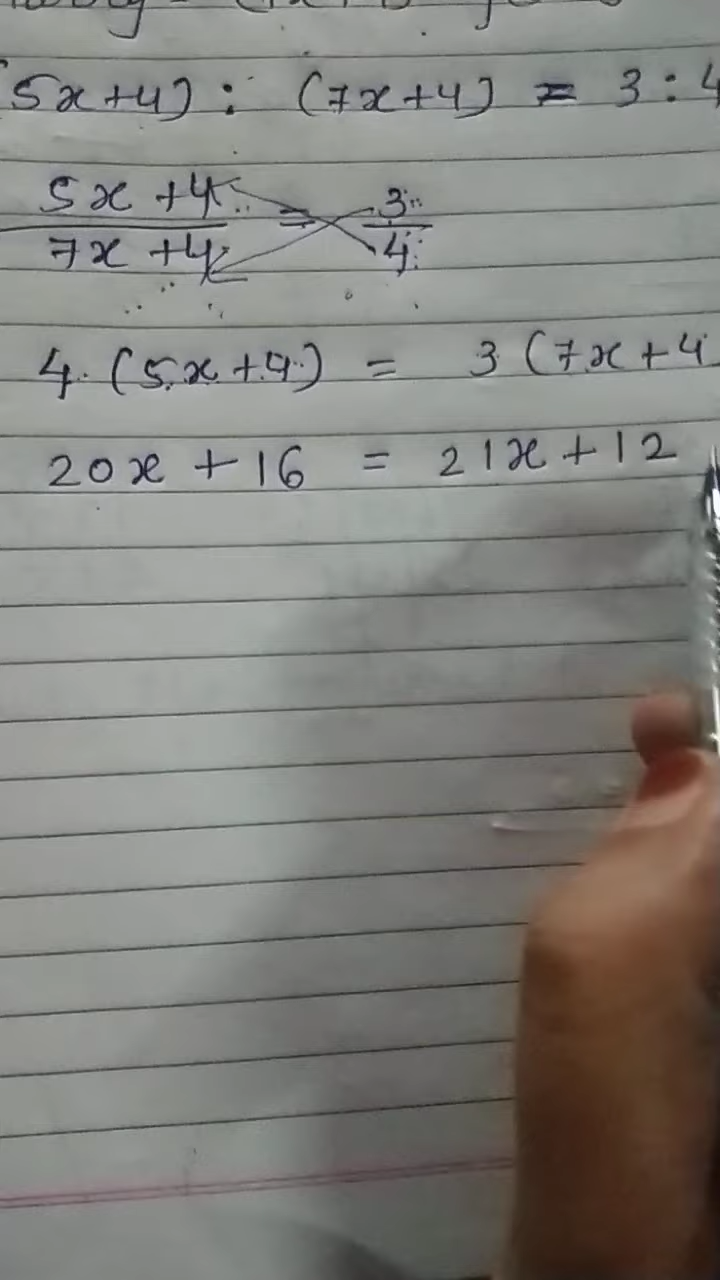 (5x+4) : (7x+4) = 3 : 4
5x + 4 / 7x + 4 = 3 / 4
4 (5x+4) = 3 (7x+4
20x + 16 = 21x + 12